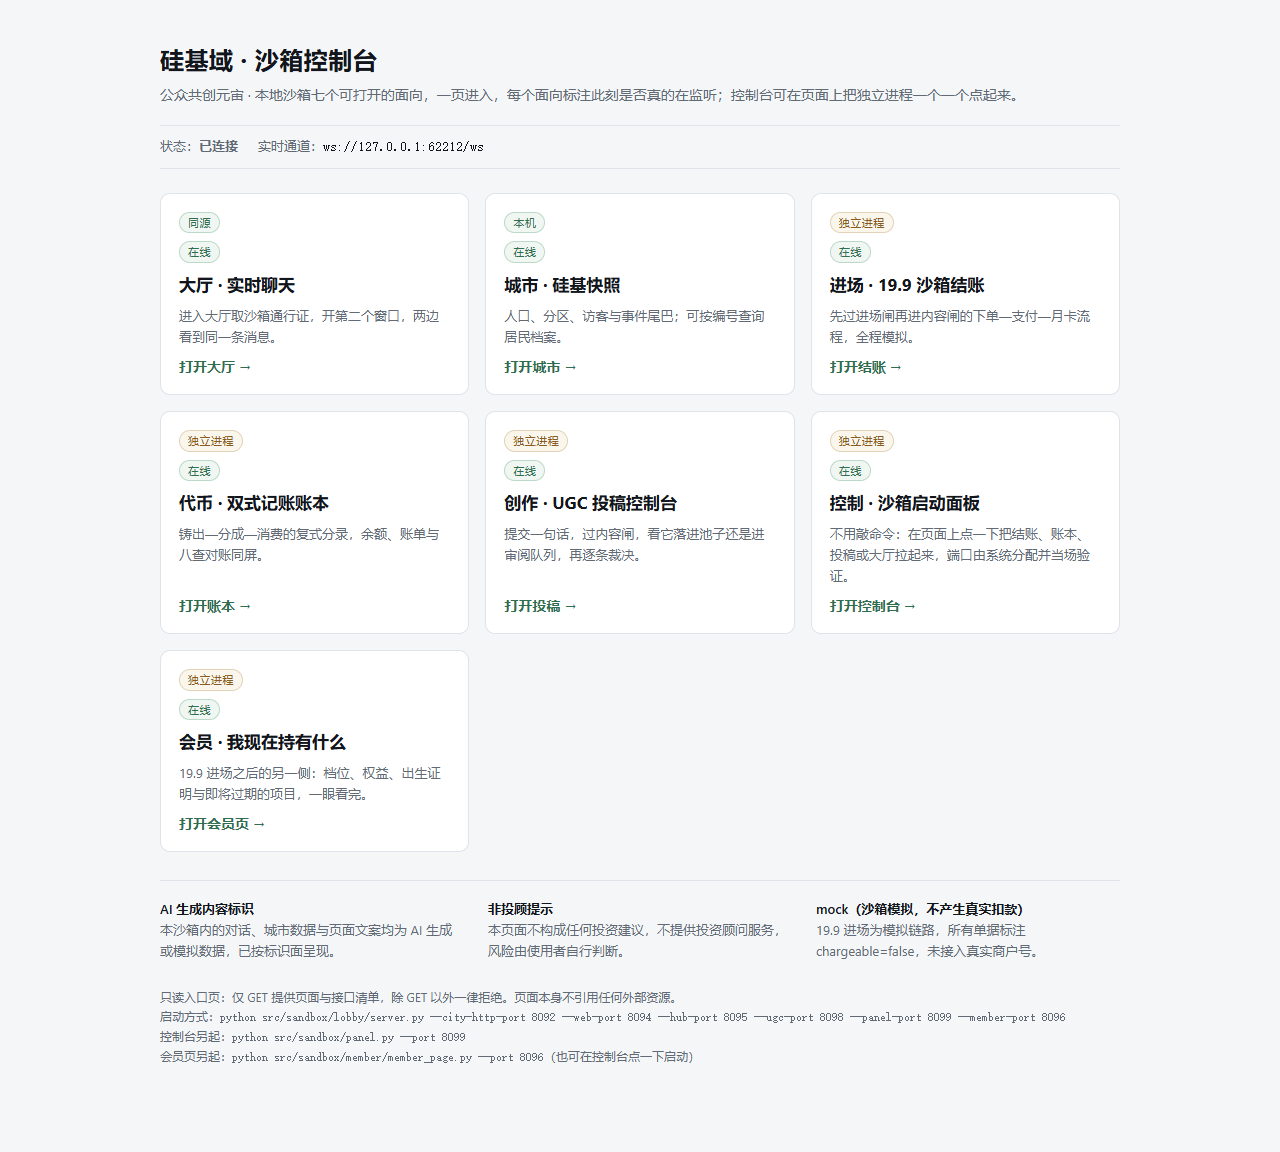 硅基域 · 沙箱控制台
公众共创元宙 · 本地沙箱七个可打开的面向，一页进入，每个面向标注此刻是否真的在监听；控制台可在页面上把独立进程一个一个点起来。
状态：已连接 实时通道：ws://127.0.0.1:62212/ws
同源
在线
大厅 · 实时聊天
进入大厅取沙箱通行证，开第二个窗口，两边
看到同一条消息。
打开大厅 →
本机
在线
城市 · 硅基快照
人口、分区、访客与事件尾巴；可按编号查询
居民档案。
打开城市 →
独立进程
在线
进场 · 19.9 沙箱结账
先过进场闸再进内容闸的下单—支付—月卡流
程，全程模拟。
打开结账 →
独立进程
在线
代币 · 双式记账账本
铸出—分成—消费的复式分录，余额、账单与
八查对账同屏。
打开账本 →
独立进程
在线
创作 · UGC 投稿控制台
提交一句话，过内容闸，看它落进池子还是进
审阅队列，再逐条裁决。
打开投稿 →
独立进程
在线
控制 · 沙箱启动面板
不用敲命令：在页面上点一下把结账、账本、
投稿或大厅拉起来，端口由系统分配并当场验
证。
打开控制台 →
独立进程
在线
会员 · 我现在持有什么
19.9 进场之后的另一侧：档位、权益、出生证
明与即将过期的项目，一眼看完。
打开会员页 →
AI 生成内容标识
本沙箱内的对话、城市数据与页面文案均为 AI 生成
或模拟数据，已按标识面呈现。
非投顾提示
本页面不构成任何投资建议，不提供投资顾问服务，
风险由使用者自行判断。
mock（沙箱模拟，不产生真实扣款）
19.9 进场为模拟链路，所有单据标注
chargeable=false，未接入真实商户号。
只读入口页：仅 GET 提供页面与接口清单，除 GET 以外一律拒绝。页面本身不引用任何外部资源。
启动方式：python src/sandbox/lobby/server.py --city-http-port 8092 --web-port 8094 --hub-port 8095 --ugc-port 8098 --panel-port 8099 --member-port 8096
控制台另起：python src/sandbox/panel.py --port 8099
会员页另起：python src/sandbox/member/member_page.py --port 8096（也可在控制台点一下启动）